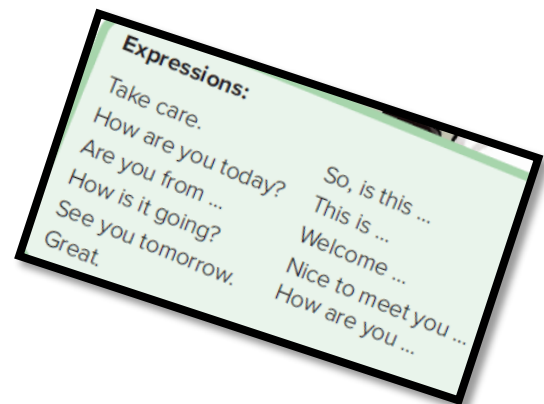 Expressions:
Take care.
How are you today?
Are you from ...
How is it going?
See you tomorrow.
Great.
So, is this ...
This is ...
Welcome ...
Nice to meet you ...
How are you ...